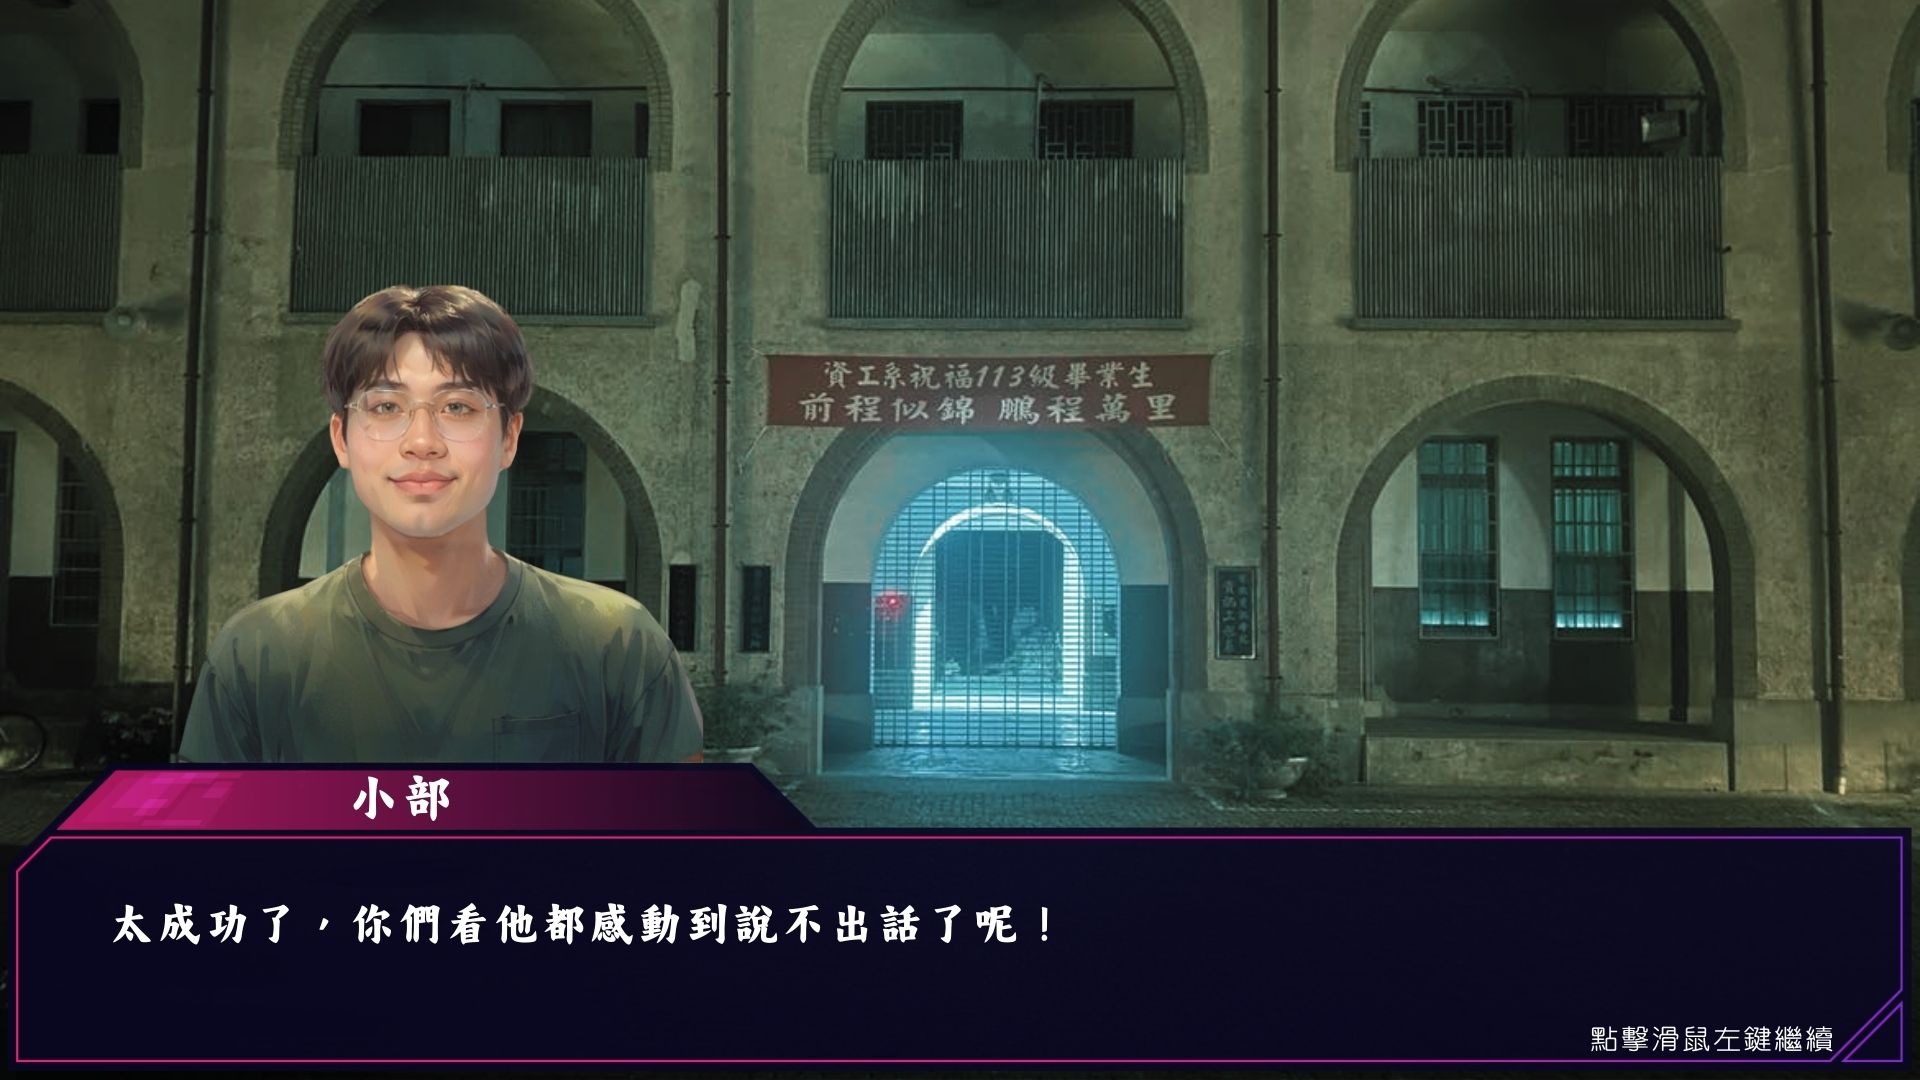 資工系祝福113級畢業生
前程似錦 鵬程萬里
小部
太成功了，你們看他都感動到說不出話了呢！
點擊滑鼠左鍵繼續